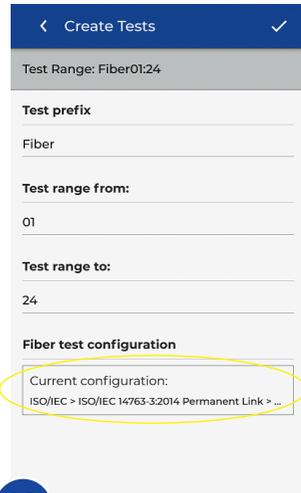 Create Tests
Test Range: Fiber01:24
Test prefix
Fiber
Test range from:
01
Test range to:
24
Fiber test configuration
Current configuration:
ISO/IEC > ISO/IEC 14763-3:2014 Permanent Link > ...